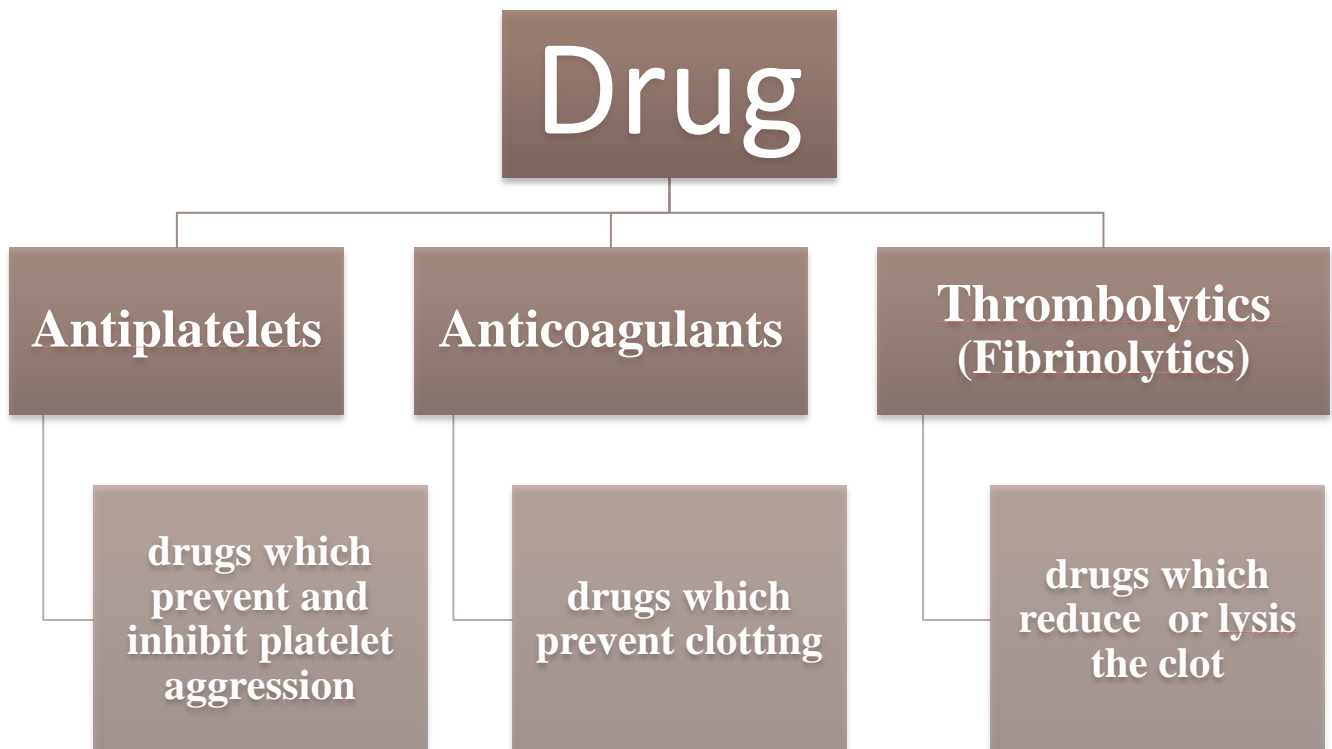 Drug
Antiplatelets
Anticoagulants
Thrombolytics
(Fibrinolytics)
drugs which
prevent and
inhibit platelet
aggression
drugs which
prevent clotting
drugs which
reduce or lysis
the clot